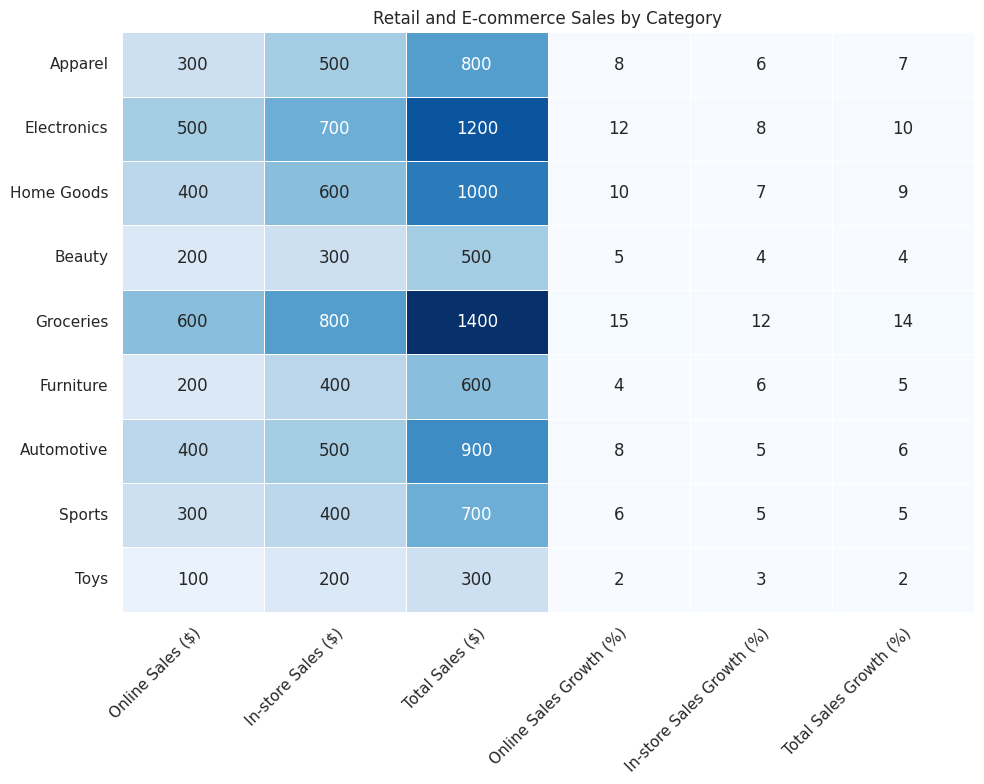 Retail and E-commerce Sales by Category
Apparel 300 500 800 8 6 7
Electronics 500 700 1200 12 8 10
Home Goods 400 600 1000 10 7 9
Beauty 200 300 500 5 4 4
Groceries 600 800 1400 15 12 14
Furniture 200 400 600 4 6 5
Automotive 400 500 900 8 5 6
Sports 300 400 700 6 5 5
Toys 100 200 300 2 3 2
Online Sales ($)
In-store Sales ($)
Total Sales ($)
Online Sales Growth (%)
In-store Sales Growth (%)
Total Sales Growth (%)